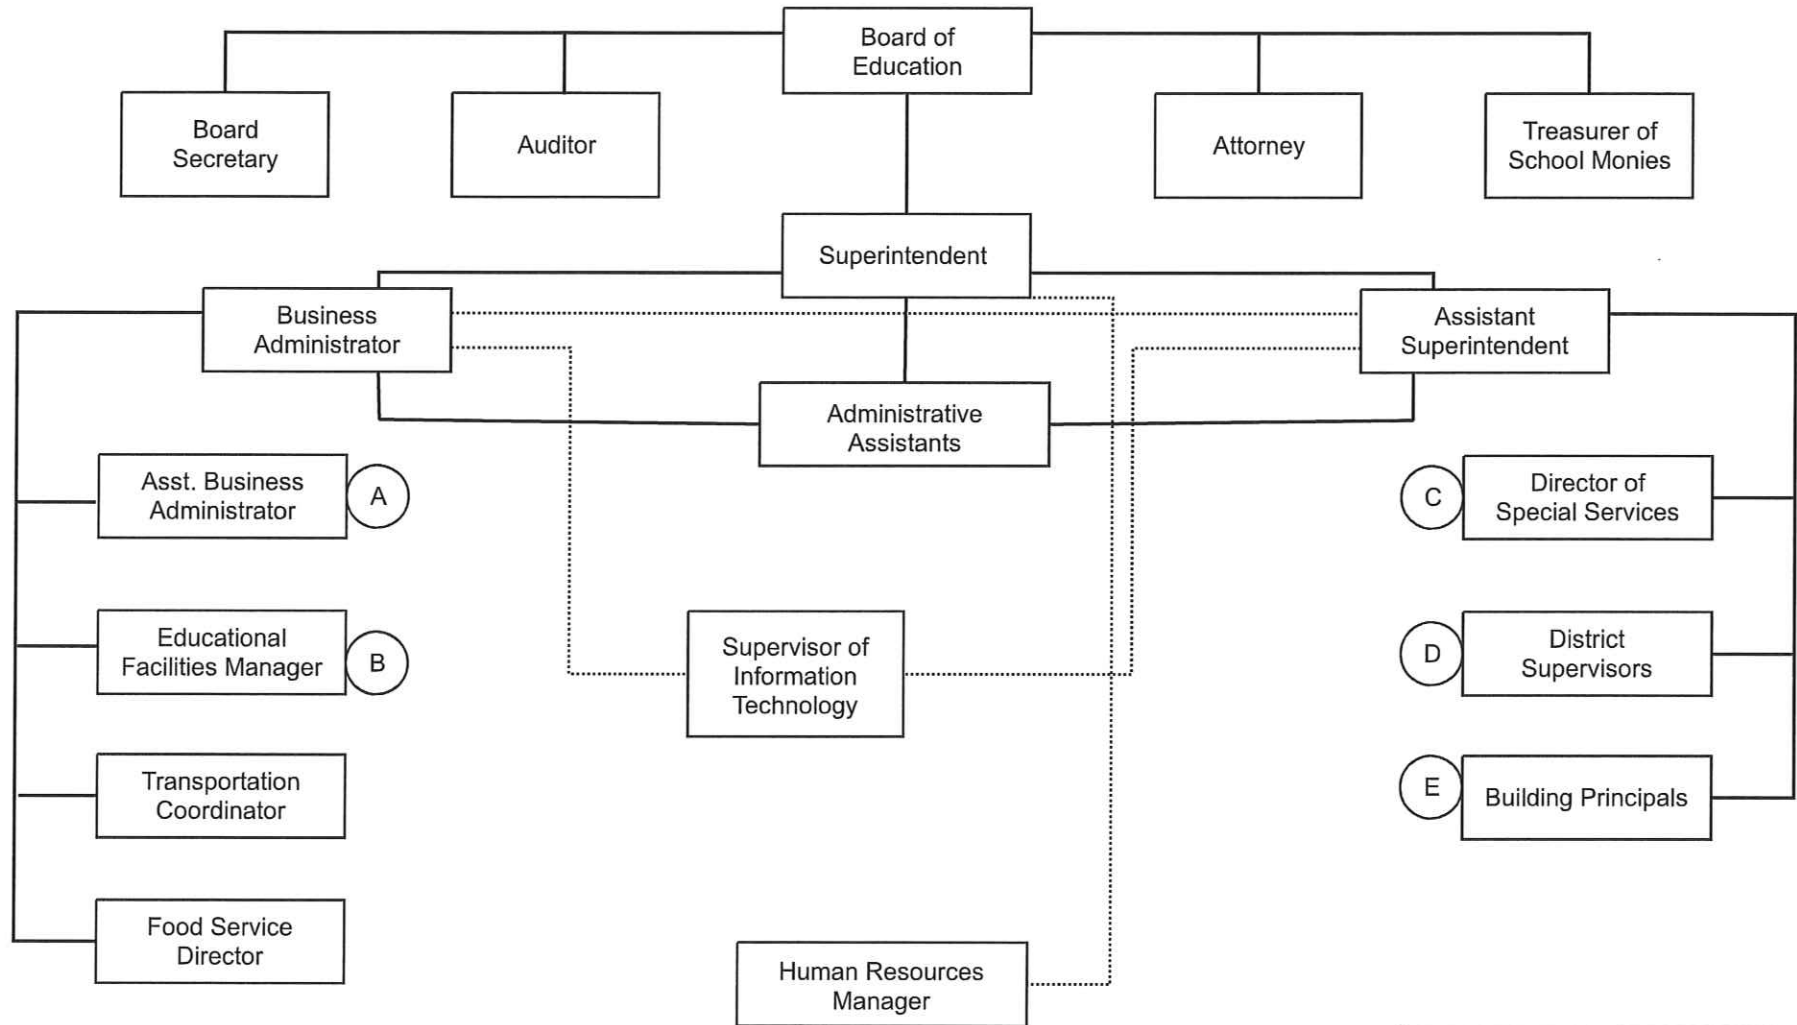 Board of
Education
Board
Secretary
Auditor
Attorney
Treasurer of
School Monies
Superintendent
Business
Administrator
Assistant
Superintendent
Administrative
Assistants
Asst. Business
Administrator
A
C
Director of
Special Services
Educational
Facilities Manager
B
Supervisor of
Information
Technology
D
District
Supervisors
Transportation
Coordinator
E
Building Principals
Food Service
Director
Human Resources
Manager